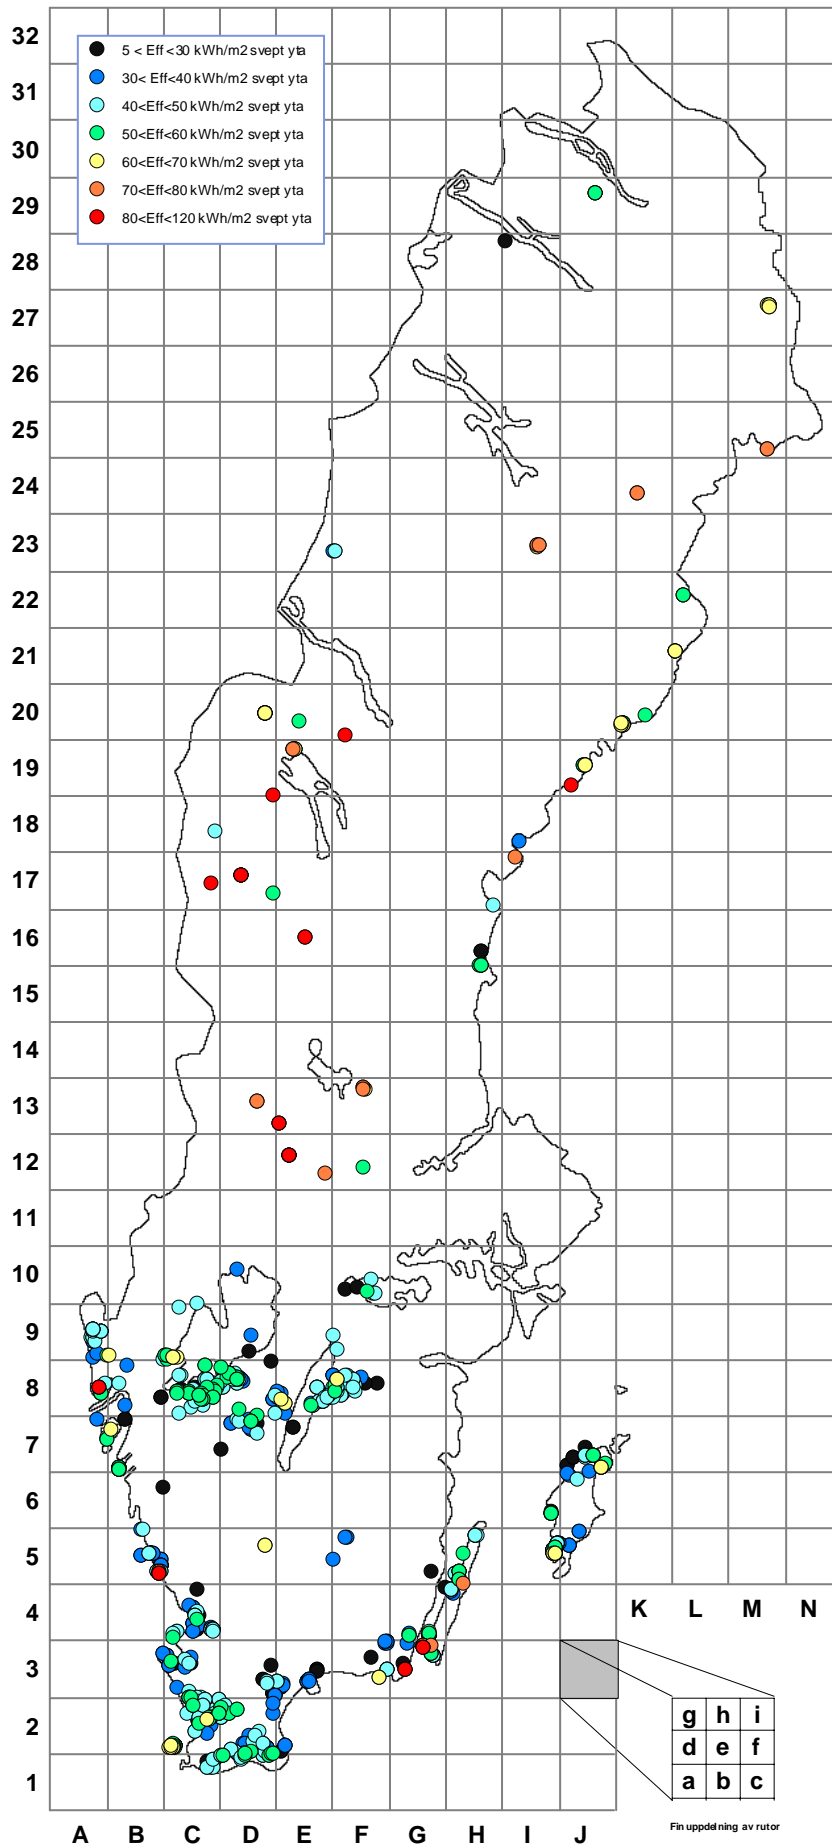 32
5 < Eff <30 kWh/m2 svept yta
30< Eff<40 kWh/m2 svept yta
31
40<Eff<50 kWh/m2 svept yta
50<Eff<60 kWh/m2 svept yta
30
60<Eff<70 kWh/m2 svept yta
70<Eff<80 kWh/m2 svept yta
29
80<Eff<120 kWh/m2 svept yta
28
27
26
25
24
23
22
21
20
19
18
17
16
15
14
13
12
11
10
9
8
7
6
5
4
K L M N
3
g h i
2
d e f
a b c
1
A B C D E F G H I J
Fin uppdelning av rutor